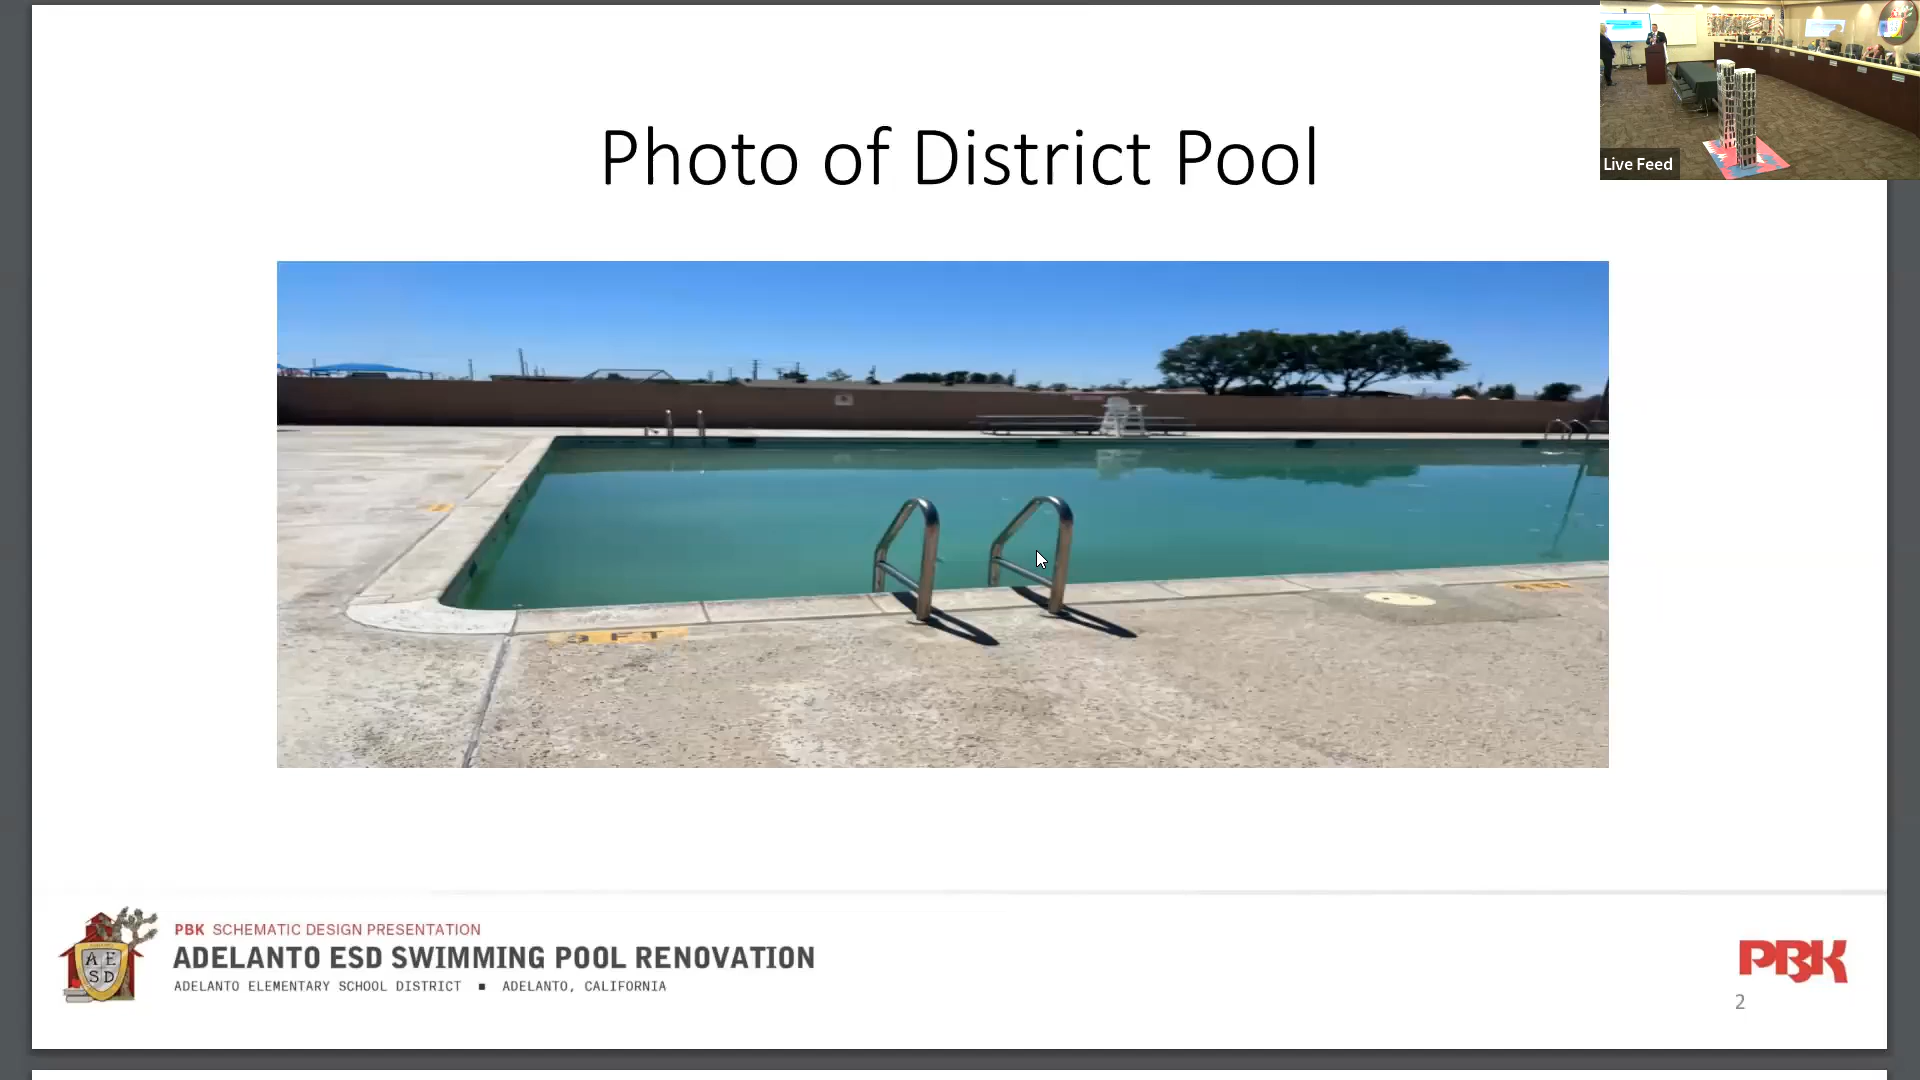 Photo of District Pool
Live Feed
FT
PBK SCHEMATIC DESIGN PRESENTATION
ADELANTO ESD SWIMMING POOL RENOVATION
ADELANTO ELEMENTARY SCHOOL DISTRICT ■ ADELANTO, CALIFORNIA
A E
S D
PBK
2